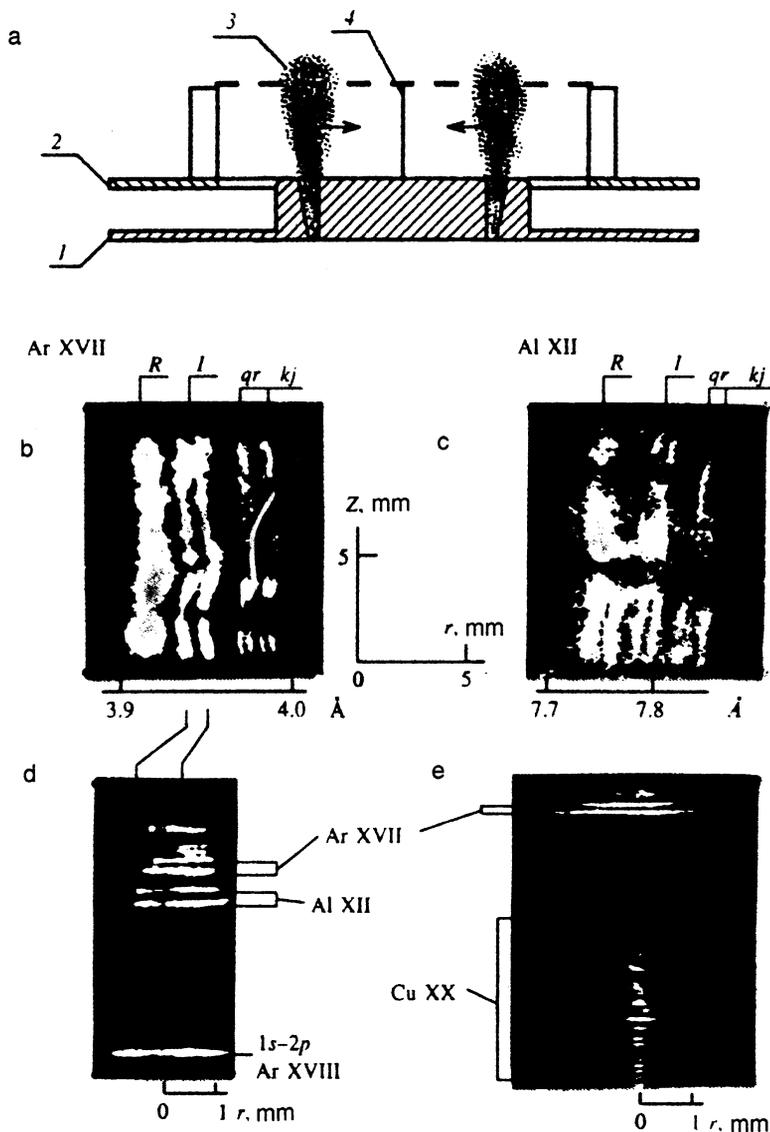 a
3
4
2
1
Ar XVII
R
I
qr
kj
b
Z, mm
5
r, mm
0
5
3.9
4.0
Å
Al XII
R
I
qr
kj
c
7.7
7.8
Å
d
Ar XVII
Al XII
1s–2p
Ar XVIII
0
1
r, mm
e
Cu XX
0
1
r, mm